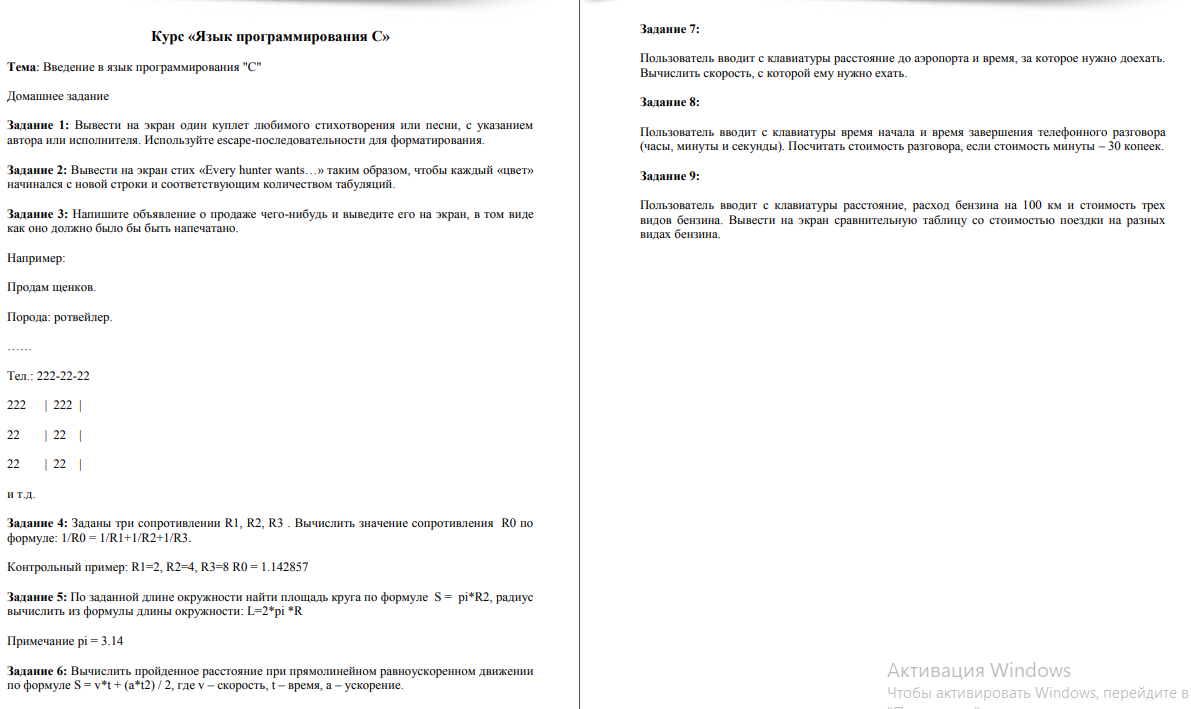 Курс «Язык программирования С»
Тема: Введение в язык программирования "С"
Домашнее задание
Задание 1: Вывести на экран один куплет любимого стихотворения или песни, с указанием
автора или исполнителя. Используйте escape-последовательности для форматирования.
Задание 2: Вывести на экран стих «Every hunter wants…» таким образом, чтобы каждый «цвет»
начинался с новой строки и соответствующим количеством табуляций.
Задание 3: Напишите объявление о продаже чего-нибудь и выведите его на экран, в том виде
как оно должно было бы быть напечатано.
Например:
Продам щенков.
Порода: ротвейлер.
……
Тел.: 222-22-22
222 | 222 |
22 | 22 |
22 | 22 |
и т.д.
Задание 4: Заданы три сопротивлении R1, R2, R3 . Вычислить значение сопротивления R0 по
формуле: 1/R0 = 1/R1+1/R2+1/R3.
Контрольный пример: R1=2, R2=4, R3=8 R0 = 1.142857
Задание 5: По заданной длине окружности найти площадь круга по формуле S = pi*R2, радиус
вычислить из формулы длины окружности: L=2*pi *R
Примечание pi = 3.14
Задание 6: Вычислить пройденное расстояние при прямолинейном равноускоренном движении
по формуле S = v*t + (a*t2) / 2, где v – скорость, t – время, а – ускорение.
Задание 7:
Пользователь вводит с клавиатуры расстояние до аэропорта и время, за которое нужно доехать.
Вычислить скорость, с которой ему нужно ехать.
Задание 8:
Пользователь вводит с клавиатуры время начала и время завершения телефонного разговора
(часы, минуты и секунды). Посчитать стоимость разговора, если стоимость минуты – 30 копеек.
Задание 9:
Пользователь вводит с клавиатуры расстояние, расход бензина на 100 км и стоимость трех
видов бензина. Вывести на экран сравнительную таблицу со стоимостью поездки на разных
видах бензина.
Активация Windows
Чтобы активировать Windows, перейдите в